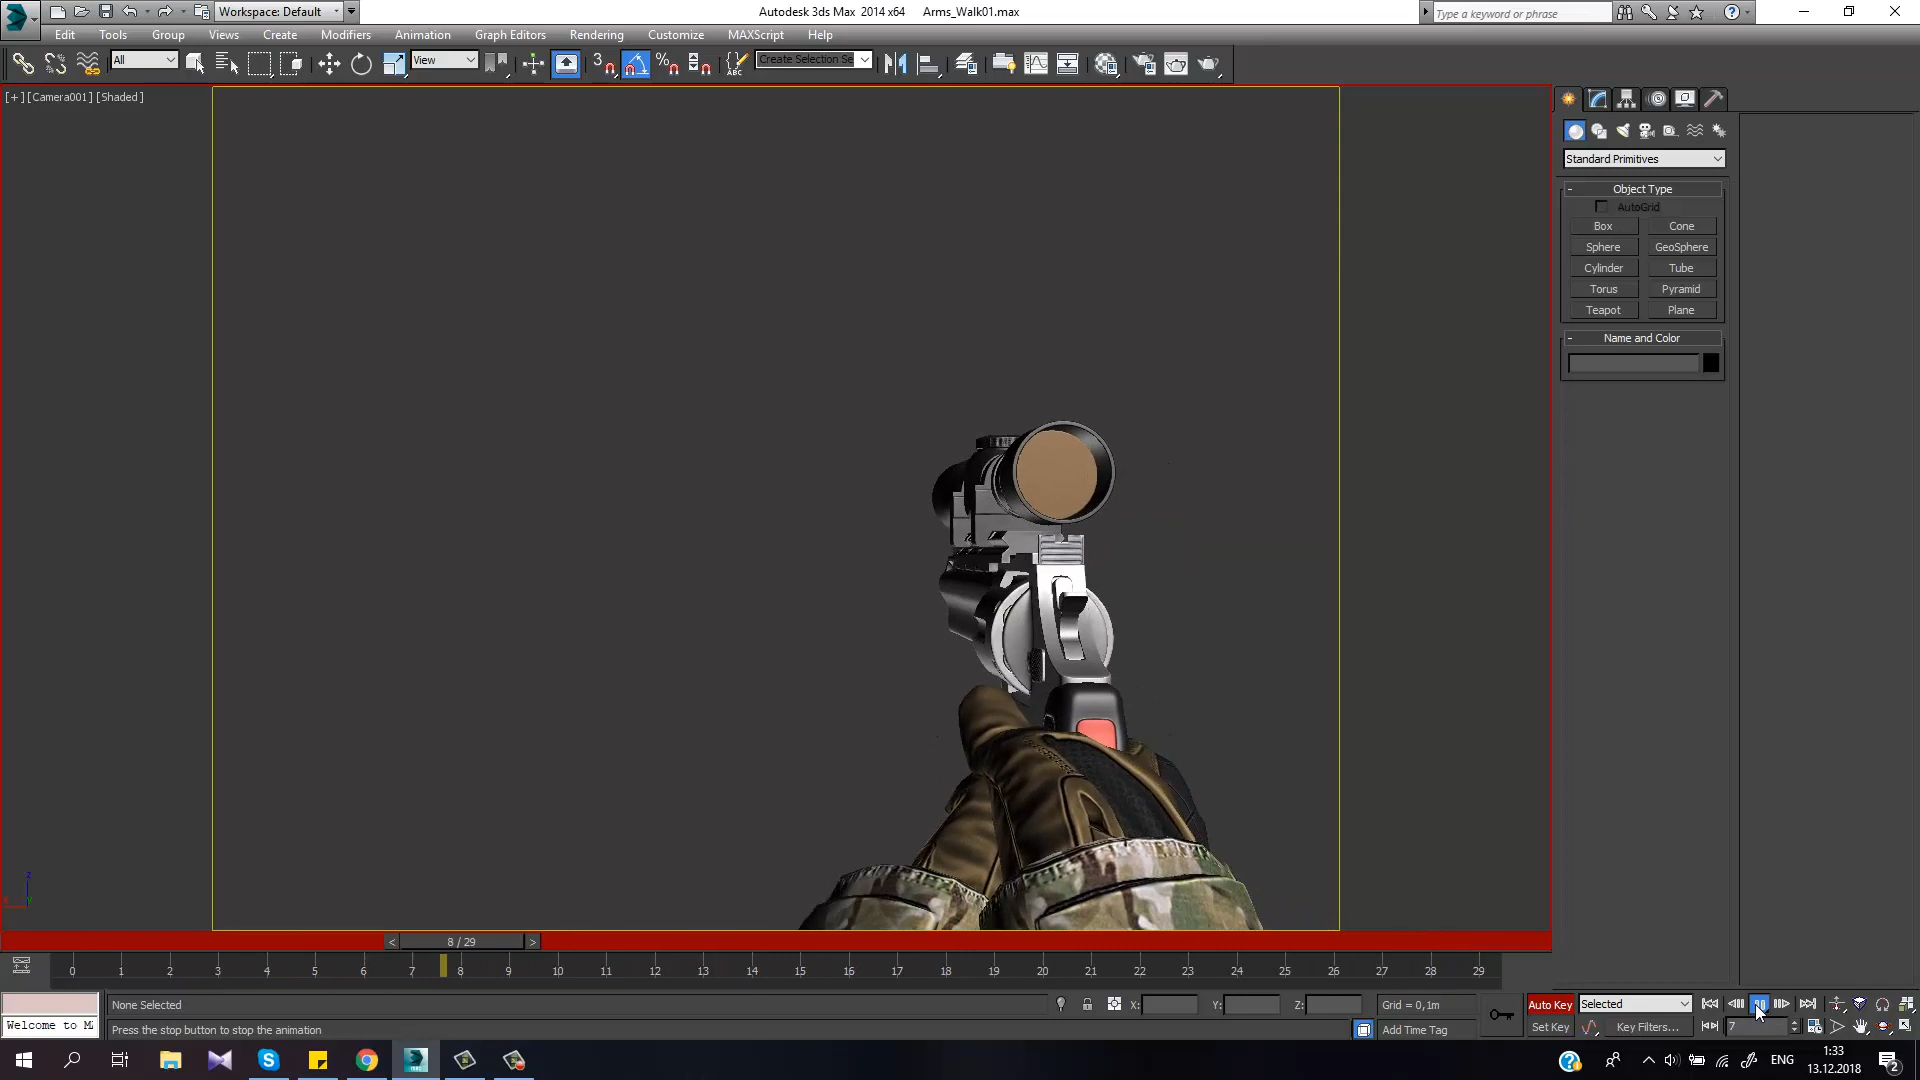 Workspace: Default
Autodesk 3ds Max 2014 x64 Arms_Walk01.max
Type a keyword or phrase
Edit Tools Group Views Create Modifiers Animation Graph Editors Rendering Customize MAXScript Help
All
View
3
%
ABC
Create Selection Se
[+] [Camera001] [Shaded]
Standard Primitives
- Object Type
AutoGrid
Box Cone
Sphere GeoSphere
Cylinder Tube
Torus Pyramid
Teapot Plane
- Name and Color
z
x
y
< 8 / 29 >
0 1 2 3 4 5 6 7 8 9 10 11 12 13 14 15 16 17 18 19 20 21 22 23 24 25 26 27 28 29
None Selected
X: Y: Z:
Grid = 0,1m
Auto Key Selected
Welcome to M
Press the stop button to stop the animation
Add Time Tag
Set Key Key Filters...
7
ENG
1:33
13.12.2018
2